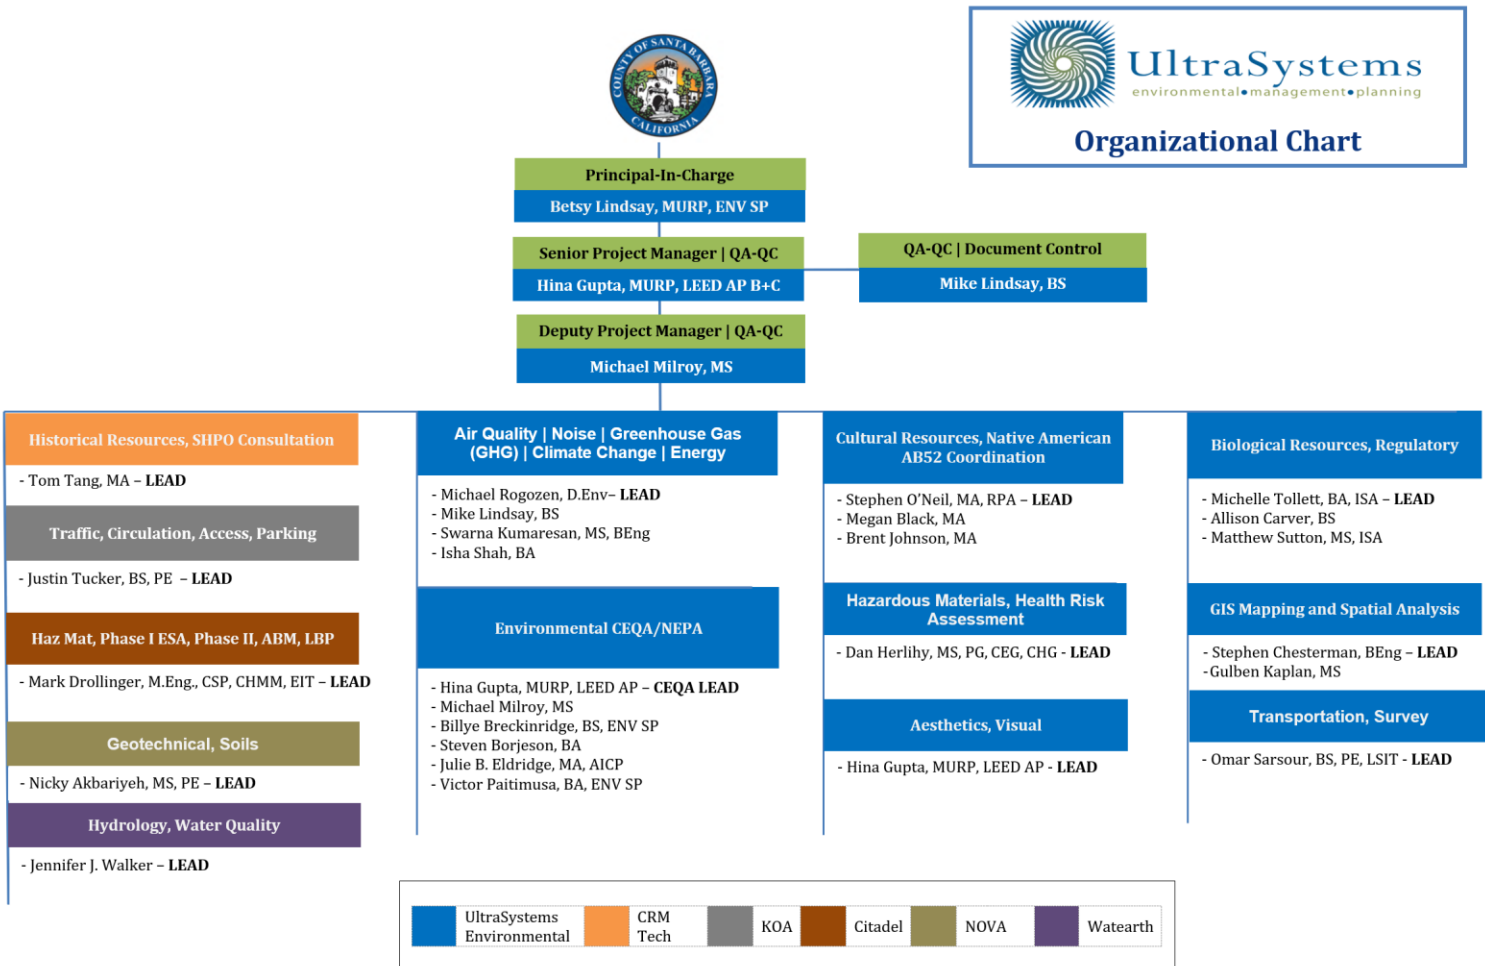 COUNTY OF SANTA BARBARA
CALIFORNIA
UltraSystems
environmental•management•planning
Organizational Chart
Principal-In-Charge
Betsy Lindsay, MURP, ENV SP
Senior Project Manager | QA-QC
Hina Gupta, MURP, LEED AP B+C
QA-QC | Document Control
Mike Lindsay, BS
Deputy Project Manager | QA-QC
Michael Milroy, MS
Historical Resources, SHPO Consultation
- Tom Tang, MA – LEAD
Traffic, Circulation, Access, Parking
- Justin Tucker, BS, PE – LEAD
Haz Mat, Phase I ESA, Phase II, ABM, LBP
- Mark Drollinger, M.Eng., CSP, CHMM, EIT – LEAD
Geotechnical, Soils
- Nicky Akbariyeh, MS, PE – LEAD
Hydrology, Water Quality
- Jennifer J. Walker – LEAD
Air Quality | Noise | Greenhouse Gas
(GHG) | Climate Change | Energy
- Michael Rogozen, D.Env– LEAD
- Mike Lindsay, BS
- Swarna Kumaresan, MS, BEng
- Isha Shah, BA
Environmental CEQA/NEPA
- Hina Gupta, MURP, LEED AP – CEQA LEAD
- Michael Milroy, MS
- Billye Breckinridge, BS, ENV SP
- Steven Borjeson, BA
- Julie B. Eldridge, MA, AICP
- Victor Paitimusa, BA, ENV SP
Cultural Resources, Native American
AB52 Coordination
- Stephen O’Neil, MA, RPA – LEAD
- Megan Black, MA
- Brent Johnson, MA
Hazardous Materials, Health Risk
Assessment
- Dan Herlihy, MS, PG, CEG, CHG - LEAD
Aesthetics, Visual
- Hina Gupta, MURP, LEED AP - LEAD
Biological Resources, Regulatory
- Michelle Tollett, BA, ISA – LEAD
- Allison Carver, BS
- Matthew Sutton, MS, ISA
GIS Mapping and Spatial Analysis
- Stephen Chesterman, BEng – LEAD
-Gulben Kaplan, MS
Transportation, Survey
- Omar Sarsour, BS, PE, LSIT - LEAD
UltraSystems
Environmental
CRM
Tech
KOA
Citadel
NOVA
Watearth